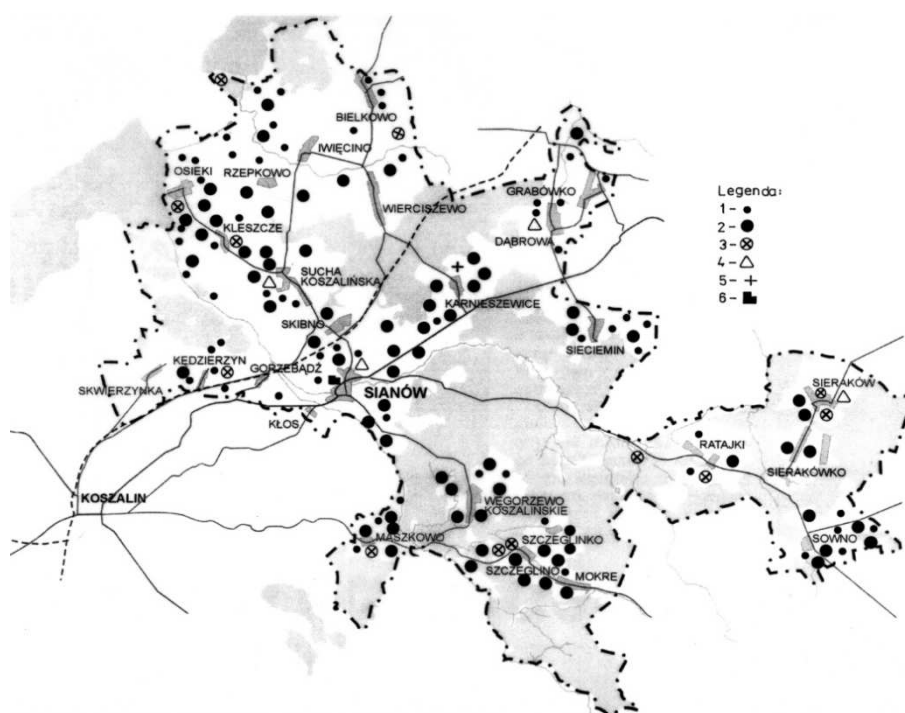 BIELKOWO
IWIĘCINO
OSIEKI
RZEPKOWO
GRABÓWKO
WIERCISZEWO
KLESZCZE
DĄBROWA
SUCHA
KOSZALIŃSKA
KARNIESZEWICE
SKIBNO
SIECIEMIN
KĘDZIERZYN
GORZEBĄDŹ
SKWIERZYNKA
SIANÓW
SIERAKÓW
KŁOS
RATAJKI
SIERAKÓWKO
KOSZALIN
WĘGORZEWO
KOSZALIŃSKIE
MASZKOWO
SZCZEGLINKO
SOWNO
SZCZEGLINO
MOKRE
Legenda:
1 -
2 -
3 -
4 -
5 -
6 -